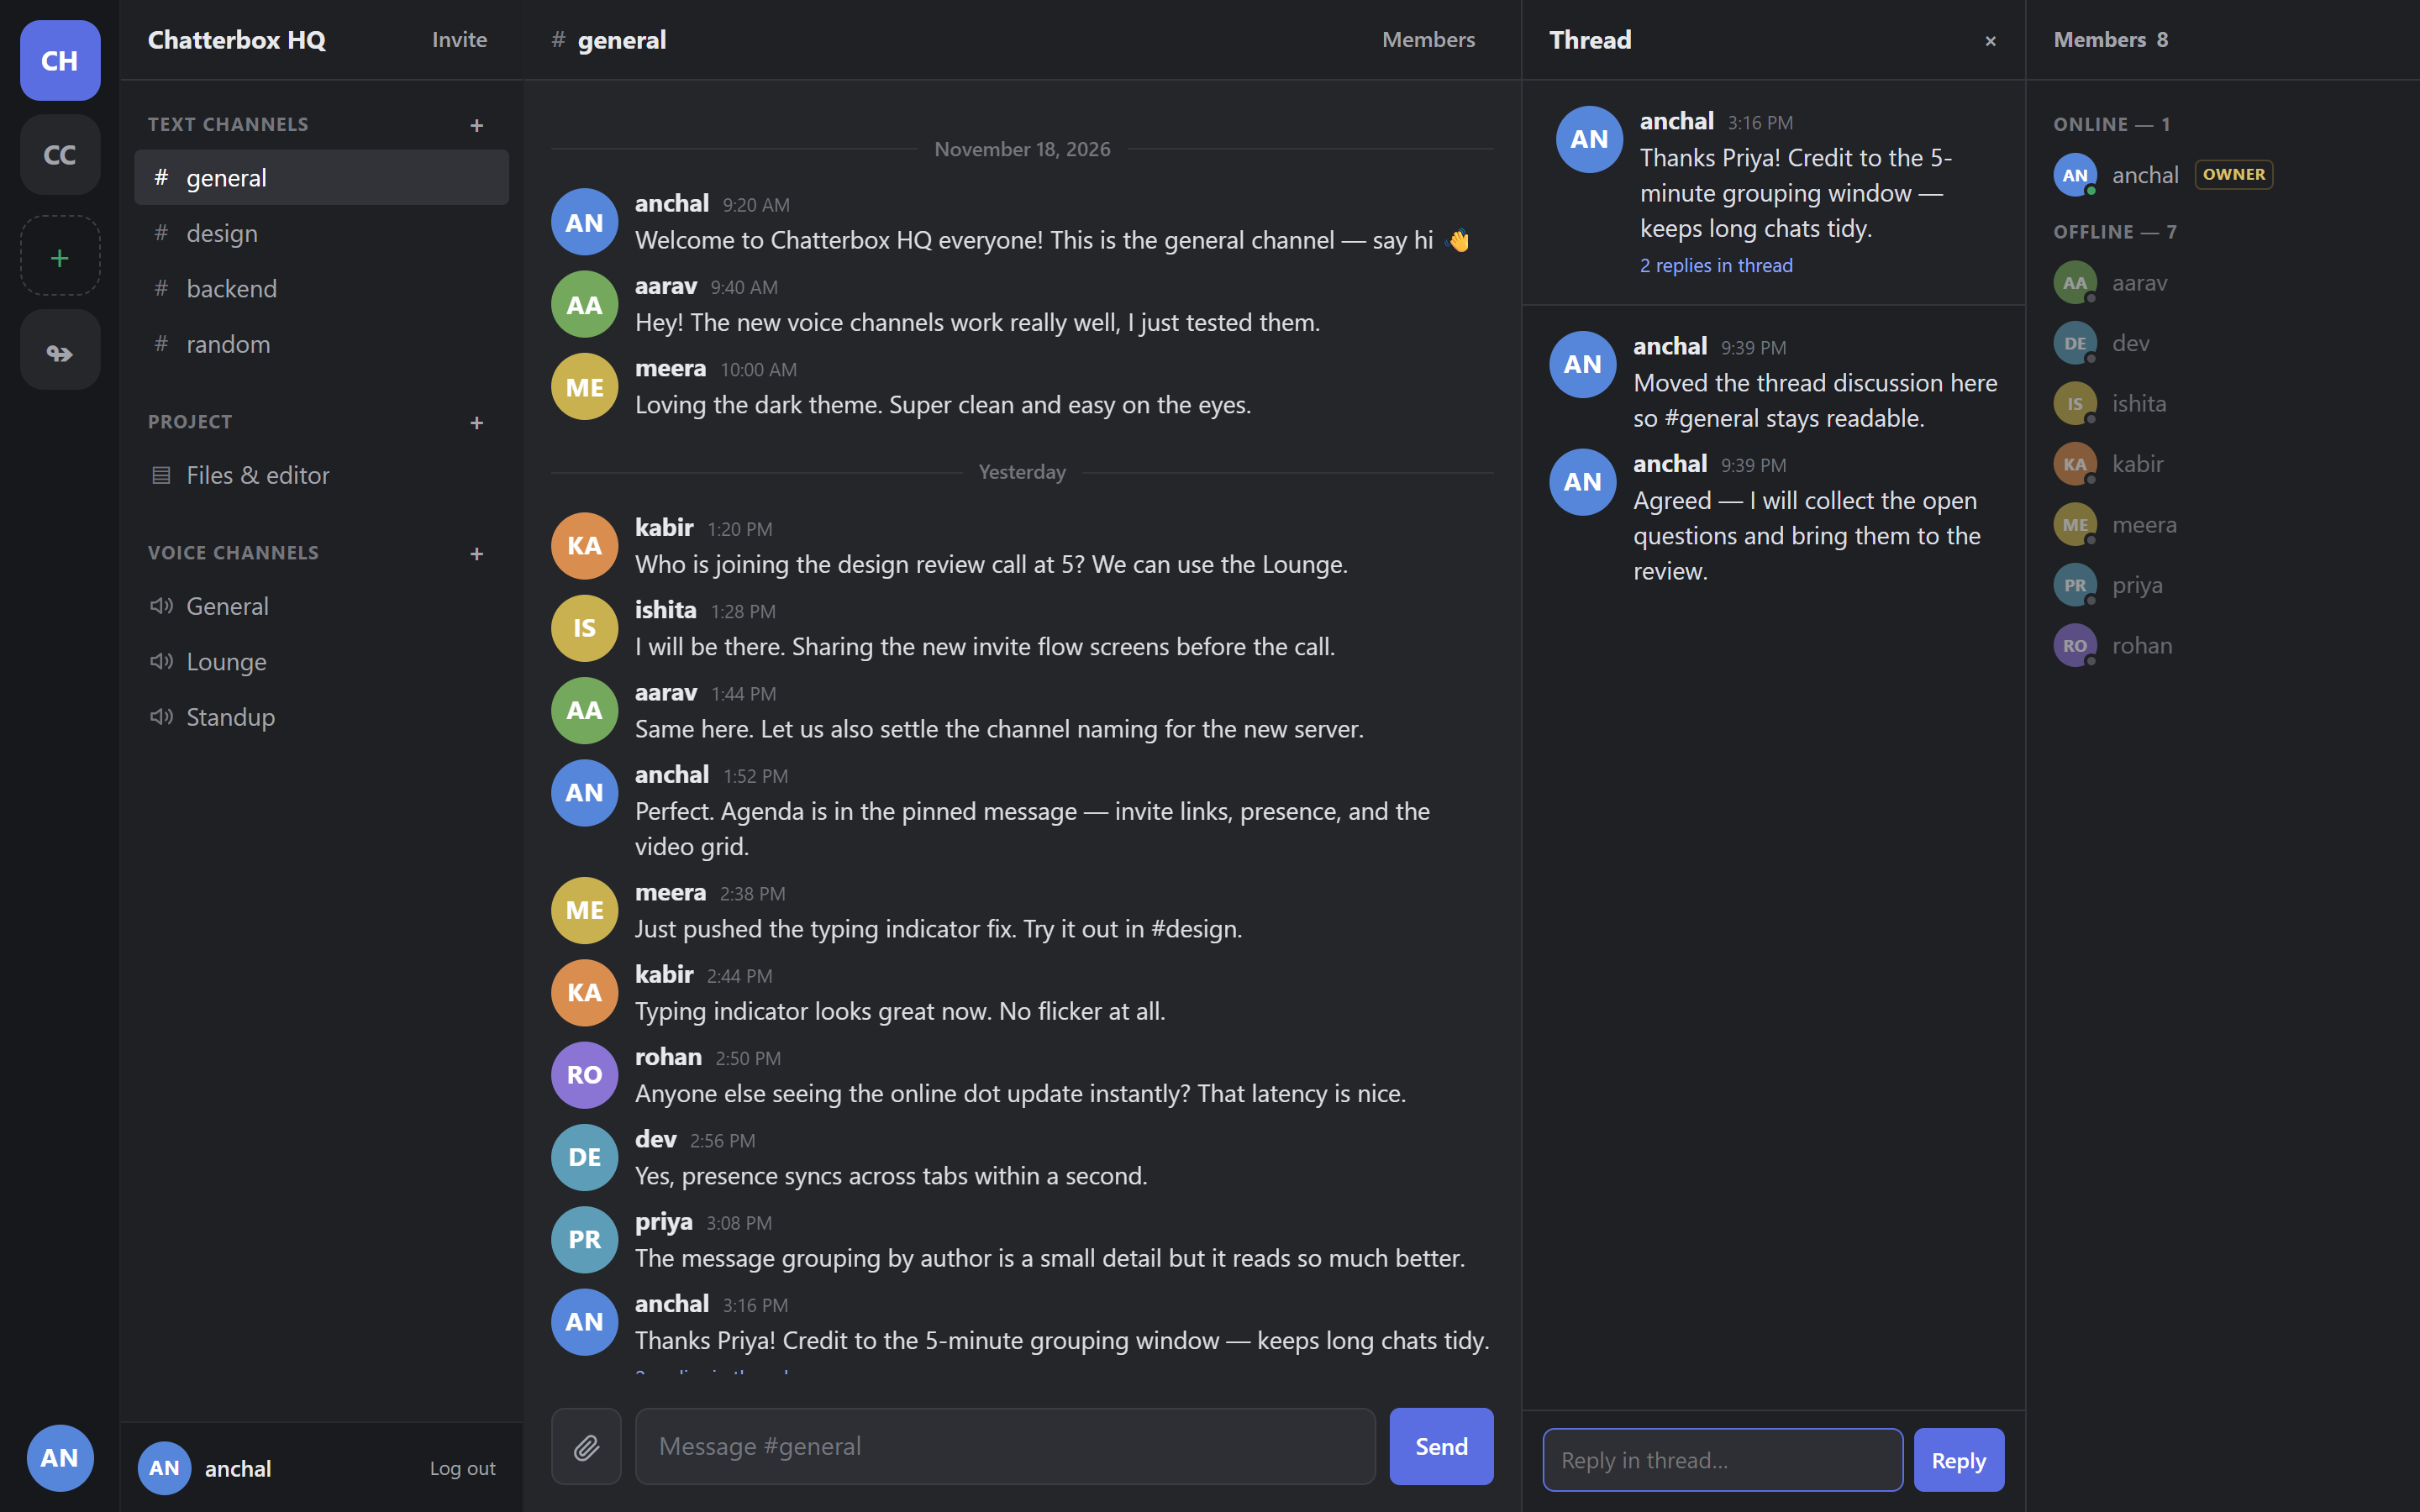 CH
CC
+
AN
Chatterbox HQ
Invite
TEXT CHANNELS +
# general
# design
# backend
# random
PROJECT +
Files & editor
VOICE CHANNELS +
General
Lounge
Standup
AN anchal Log out
# general
Members
November 18, 2026
AN
anchal 9:20 AM
Welcome to Chatterbox HQ everyone! This is the general channel — say hi 👋
AA
aarav 9:40 AM
Hey! The new voice channels work really well, I just tested them.
ME
meera 10:00 AM
Loving the dark theme. Super clean and easy on the eyes.
Yesterday
KA
kabir 1:20 PM
Who is joining the design review call at 5? We can use the Lounge.
IS
ishita 1:28 PM
I will be there. Sharing the new invite flow screens before the call.
AA
aarav 1:44 PM
Same here. Let us also settle the channel naming for the new server.
AN
anchal 1:52 PM
Perfect. Agenda is in the pinned message — invite links, presence, and the
video grid.
ME
meera 2:38 PM
Just pushed the typing indicator fix. Try it out in #design.
KA
kabir 2:44 PM
Typing indicator looks great now. No flicker at all.
RO
rohan 2:50 PM
Anyone else seeing the online dot update instantly? That latency is nice.
DE
dev 2:56 PM
Yes, presence syncs across tabs within a second.
PR
priya 3:08 PM
The message grouping by author is a small detail but it reads so much better.
AN
anchal 3:16 PM
Thanks Priya! Credit to the 5-minute grouping window — keeps long chats tidy.
Message #general
Send
Thread ×
AN
anchal 3:16 PM
Thanks Priya! Credit to the 5-
minute grouping window —
keeps long chats tidy.
2 replies in thread
AN
anchal 9:39 PM
Moved the thread discussion here
so #general stays readable.
AN
anchal 9:39 PM
Agreed — I will collect the open
questions and bring them to the
review.
Reply in thread...
Reply
Members 8
ONLINE — 1
AN anchal OWNER
OFFLINE — 7
AA aarav
DE dev
IS ishita
KA kabir
ME meera
PR priya
RO rohan